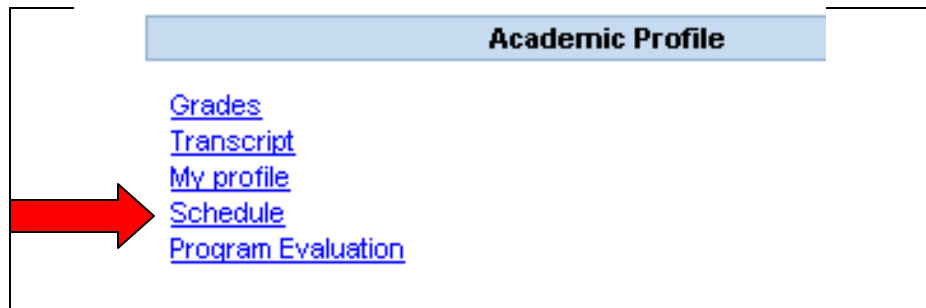 Academic Profile
Grades
Transcript
My profile
Schedule
Program Evaluation